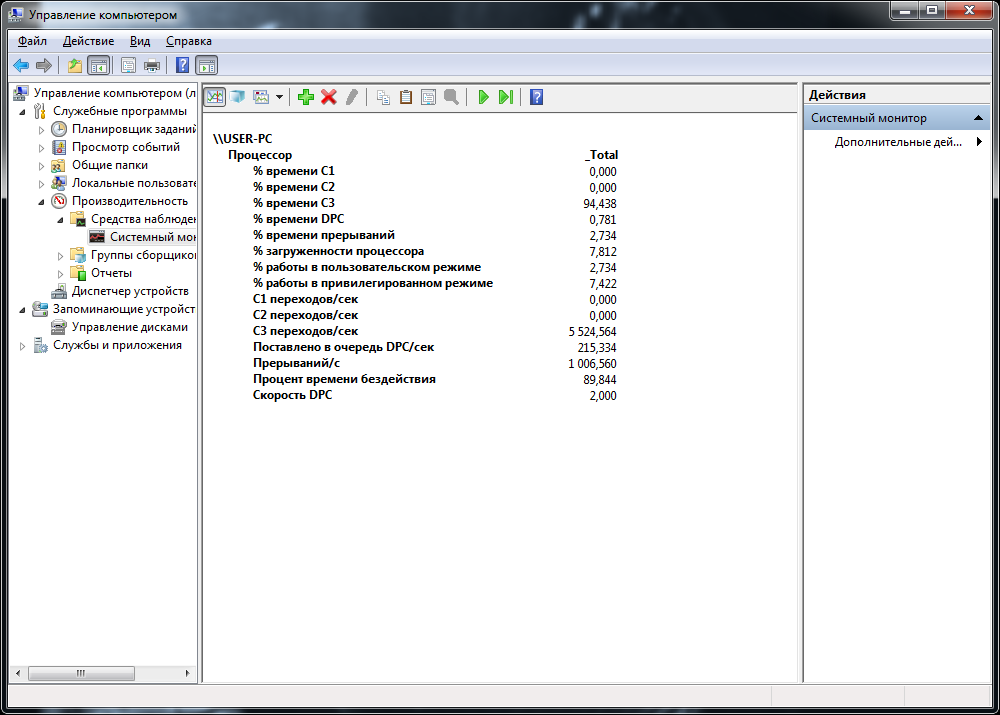 Управление компьютером
Файл Действие Вид Справка
Управление компьютером (л
Служебные программы
Планировщик заданий
Просмотр событий
Общие папки
Локальные пользовате
Производительность
Средства наблюден
Системный мон
Группы сборщико
Отчеты
Диспетчер устройств
Запоминающие устройст
Управление дисками
Службы и приложения
\\USER-PC
Процессор _Total
% времени C1 0,000
% времени C2 0,000
% времени C3 94,438
% времени DPC 0,781
% времени прерываний 2,734
% загруженности процессора 7,812
% работы в пользовательском режиме 2,734
% работы в привилегированном режиме 7,422
C1 переходов/сек 0,000
C2 переходов/сек 0,000
C3 переходов/сек 5 524,564
Поставлено в очередь DPC/сек 215,334
Прерываний/с 1 006,560
Процент времени бездействия 89,844
Скорость DPC 2,000
Действия
Системный монитор
Дополнительные дей...